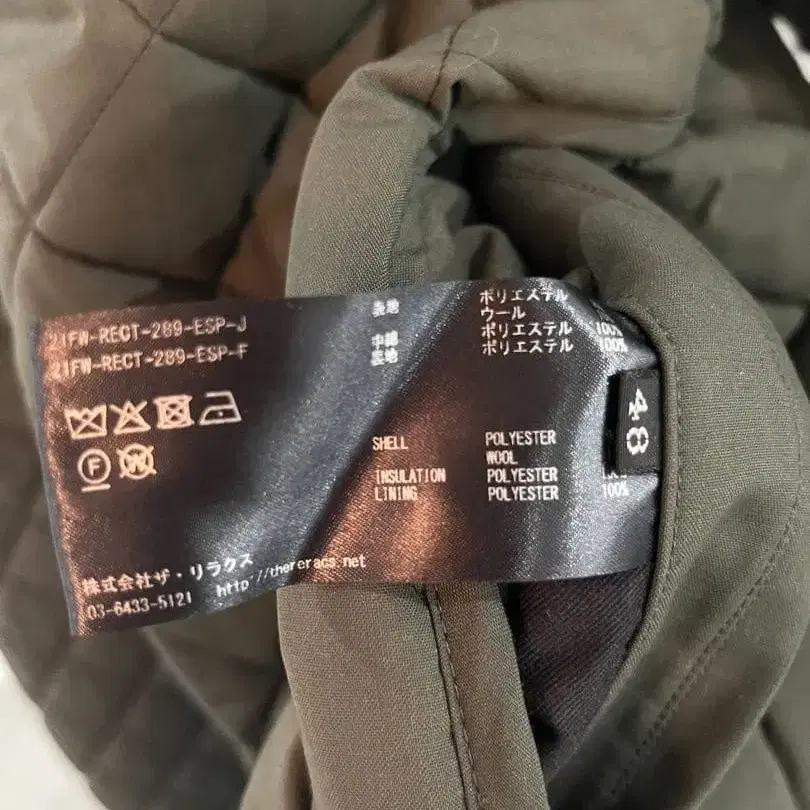 21FW-RECT-289-ESP-J
21FW-RECT-289-ESP-F
表地 ポリエステル
ウール
中綿 ポリエステル 100%
裏地 ポリエステル 100%
F W
SHELL POLYESTER
WOOL
INSULATION POLYESTER 100%
LINING POLYESTER 100%
48
株式会社ザ・リラクス
03-6433-5121 http://thereracs.net